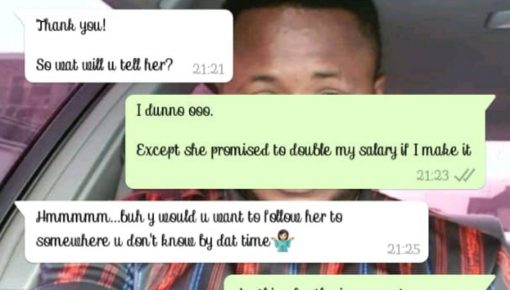 Thank you!
So wat will u tell her?
21:21
I dunno ooo.
Except she promised to double my salary if I make it
21:23
Hmmmmm...buh y would u want to follow her to
somewhere u don't know by dat time🤷🏻‍♂️
21:25